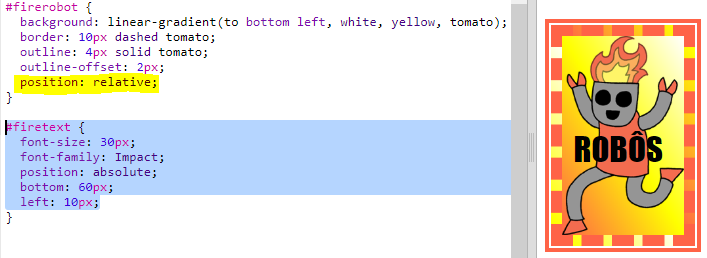 #firerobot {
  background: linear-gradient(to bottom left, white, yellow, tomato);
  border: 10px dashed tomato;
  outline: 4px solid tomato;
  outline-offset: 2px;
  position: relative;
}
#firetext {
  font-size: 30px;
  font-family: Impact;
  position: absolute;
  bottom: 60px;
  left: 10px;
}
ROBÔS